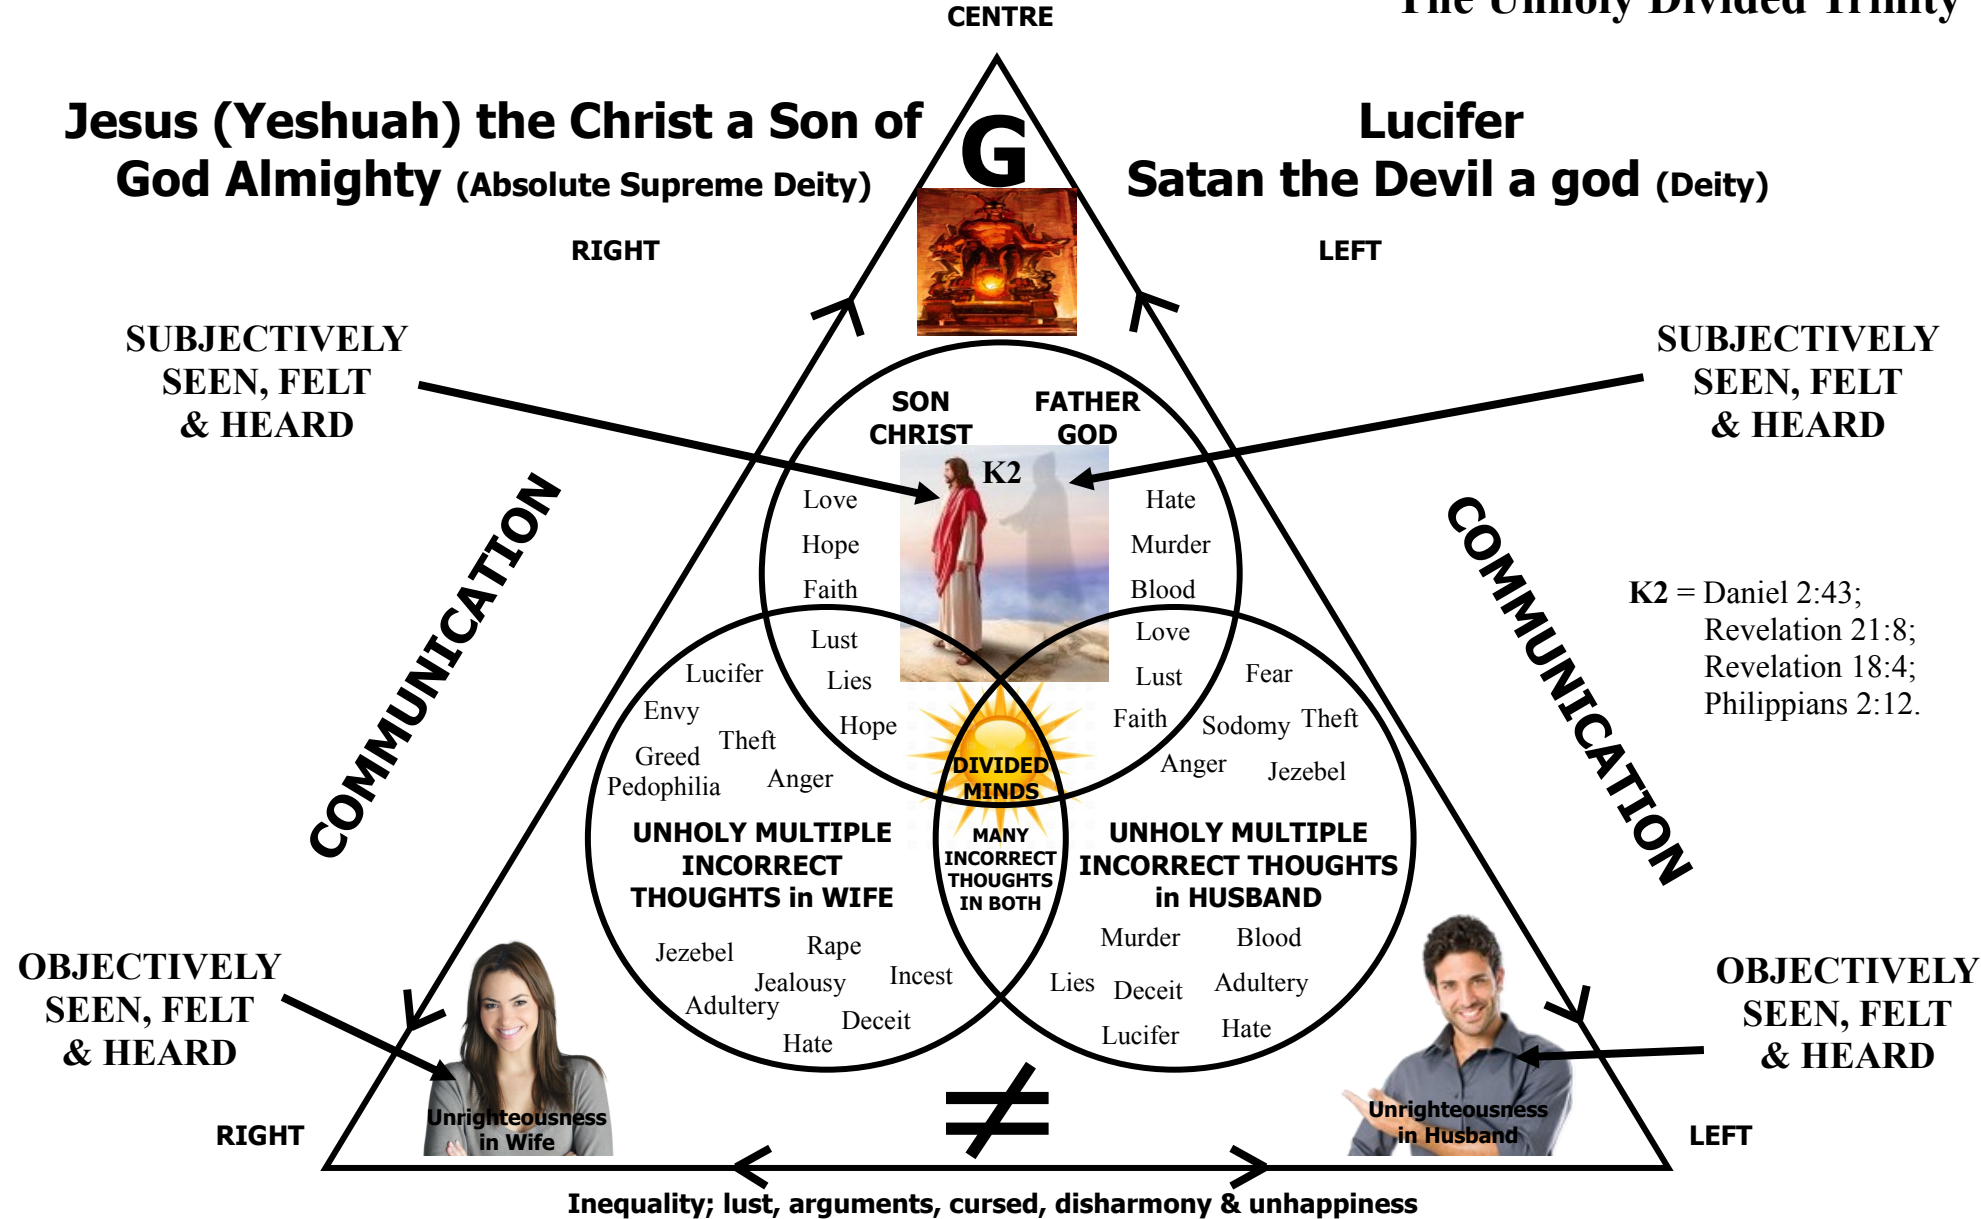 The Unholy Divided Trinity
CENTRE
Jesus (Yeshuah) the Christ a Son of
God Almighty (Absolute Supreme Deity)
Lucifer
Satan the Devil a god (Deity)
G
RIGHT
LEFT
SUBJECTIVELY
SEEN, FELT
& HEARD
SUBJECTIVELY
SEEN, FELT
& HEARD
SON
CHRIST
FATHER
GOD
K2
Love
Hope
Faith
Hate
Murder
Blood
COMMUNICATION
COMMUNICATION
K2 = Daniel 2:43;
Revelation 21:8;
Revelation 18:4;
Philippians 2:12.
Lust
Lies
Hope
Love
Lust
Faith
Lucifer
Envy
Theft
Greed
Pedophilia
Anger
Fear
Sodomy
Theft
Anger
Jezebel
DIVIDED
MINDS
UNHOLY MULTIPLE
INCORRECT
THOUGHTS in WIFE
MANY
INCORRECT
THOUGHTS
IN BOTH
UNHOLY MULTIPLE
INCORRECT THOUGHTS
in HUSBAND
Jezebel
Rape
Jealousy
Incest
Adultery
Deceit
Hate
Murder
Blood
Lies
Deceit
Adultery
Lucifer
Hate
OBJECTIVELY
SEEN, FELT
& HEARD
OBJECTIVELY
SEEN, FELT
& HEARD
Unrighteousness
in Wife
Unrighteousness
in Husband
≠
RIGHT
LEFT
Inequality; lust, arguments, cursed, disharmony & unhappiness